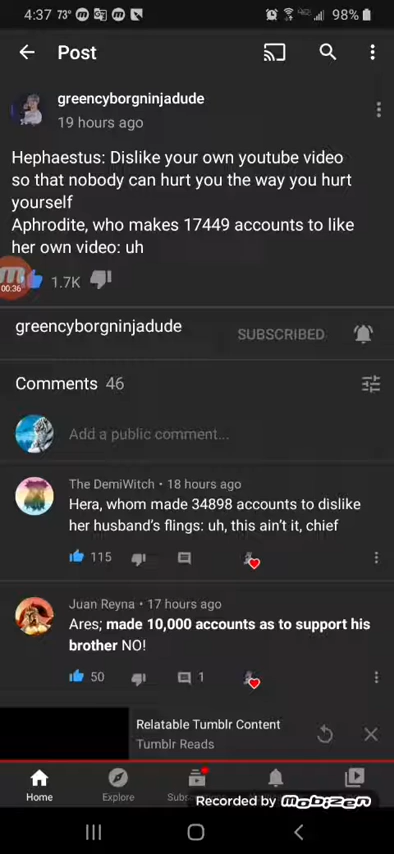 4:37 73°
98%
Post
greencyborgninjadude
19 hours ago
Hephaestus: Dislike your own youtube video
so that nobody can hurt you the way you hurt
yourself
Aphrodite, who makes 17449 accounts to like
her own video: uh
00:36
1.7K
greencyborgninjadude
SUBSCRIBED
Comments 46
Add a public comment...
The DemiWitch • 18 hours ago
Hera, whom made 34898 accounts to dislike
her husband's flings: uh, this ain't it, chief
115
Juan Reyna • 17 hours ago
Ares; made 10,000 accounts as to support his
brother NO!
50 1
Relatable Tumblr Content
Tumblr Reads
Home
Explore
Recorded by mobizen